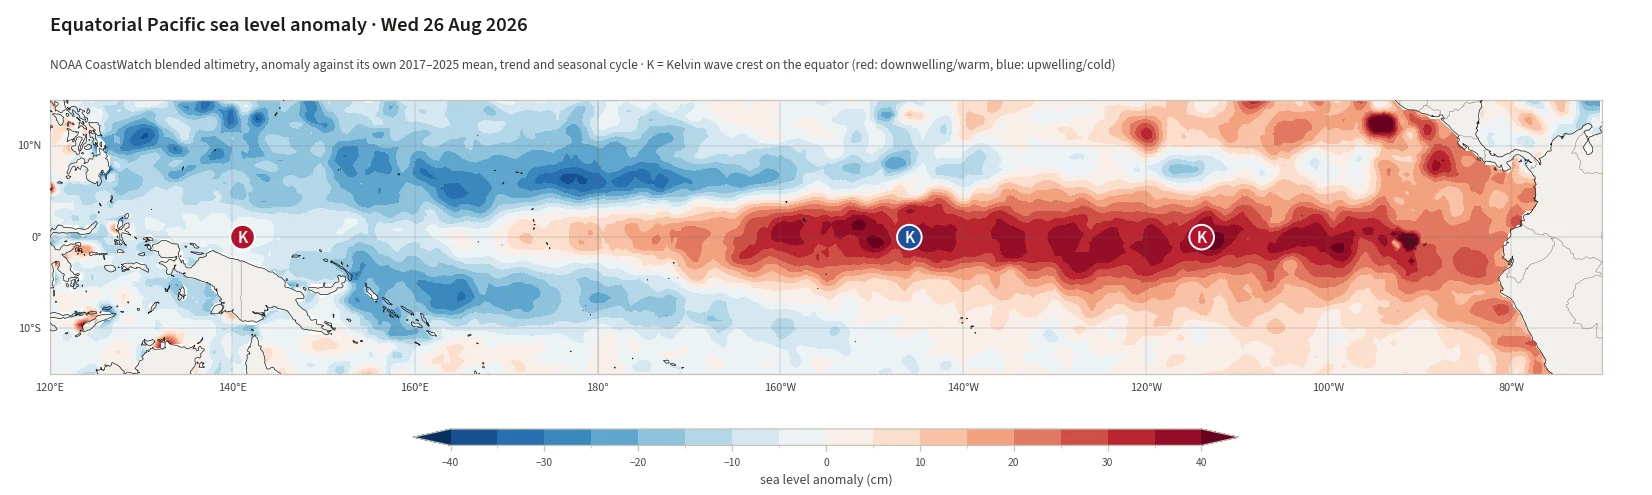 Equatorial Pacific sea level anomaly · Wed 26 Aug 2026
NOAA CoastWatch blended altimetry, anomaly against its own 2017–2025 mean, trend and seasonal cycle · K = Kelvin wave crest on the equator (red: downwelling/warm, blue: upwelling/cold)
10°N
0°
10°S
K K K
120°E 140°E 160°E 180° 160°W 140°W 120°W 100°W 80°W
−40 −30 −20 −10 0 10 20 30 40
sea level anomaly (cm)